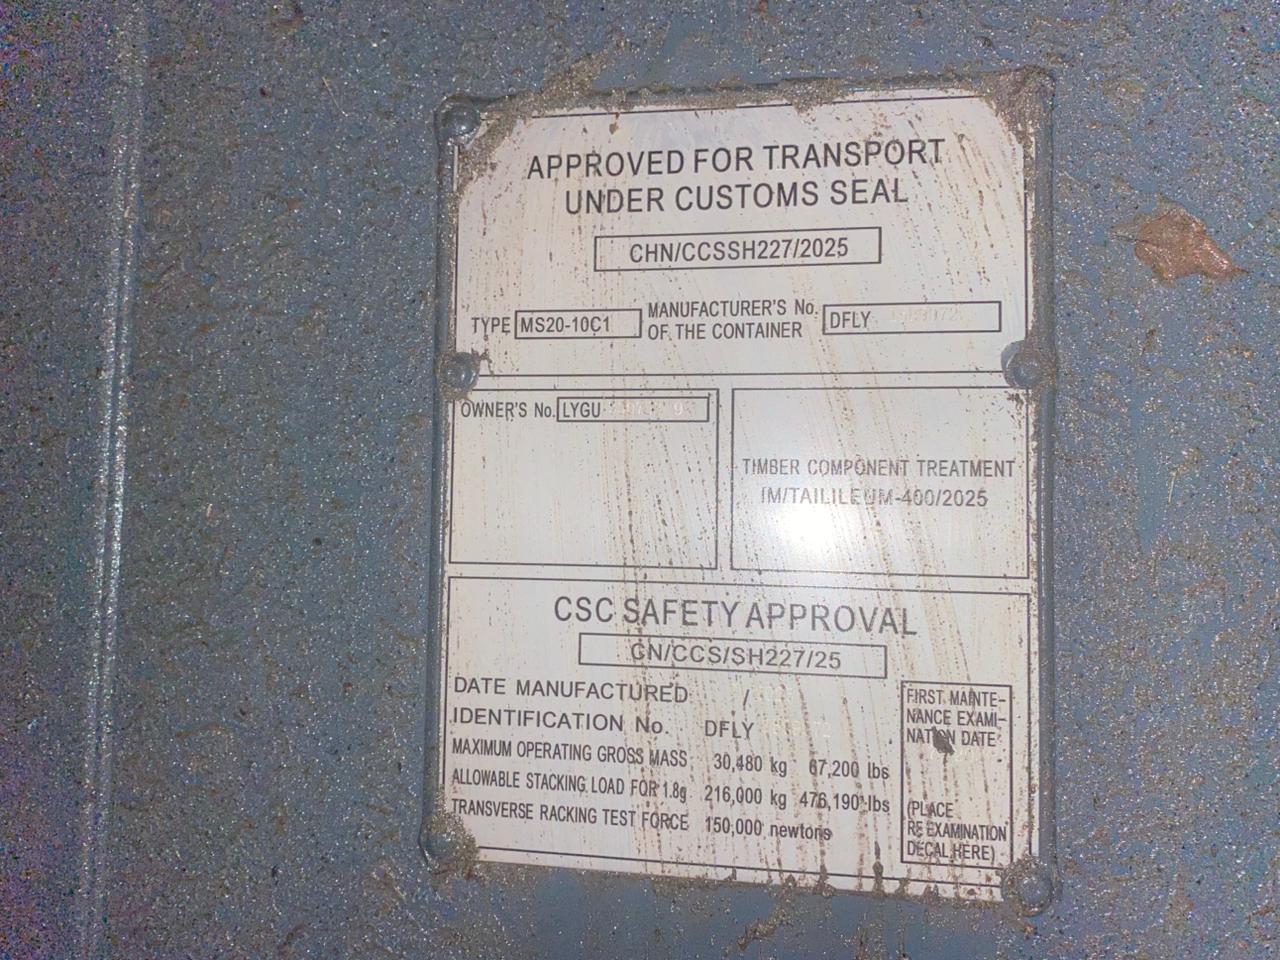 APPROVED FOR TRANSPORT
UNDER CUSTOMS SEAL
CHN/CCSSH227/2025
TYPE MS20-10C1 MANUFACTURER'S No. OF THE CONTAINER DFLY
OWNER'S No. LYGU
TIMBER COMPONENT TREATMENT
IM/TAILILEUM-400/2025
CSC SAFETY APPROVAL
CN/CCS/SH227/25
DATE MANUFACTURED /
IDENTIFICATION No. DFLY
MAXIMUM OPERATING GROSS MASS 30,480 kg 67,200 lbs
ALLOWABLE STACKING LOAD FOR 1.8g 216,000 kg 476,190 lbs
TRANSVERSE RACKING TEST FORCE 150,000 newtons
FIRST MAINTE-
NANCE EXAMI-
NATION DATE
(PLACE
RE EXAMINATION
DECAL HERE)